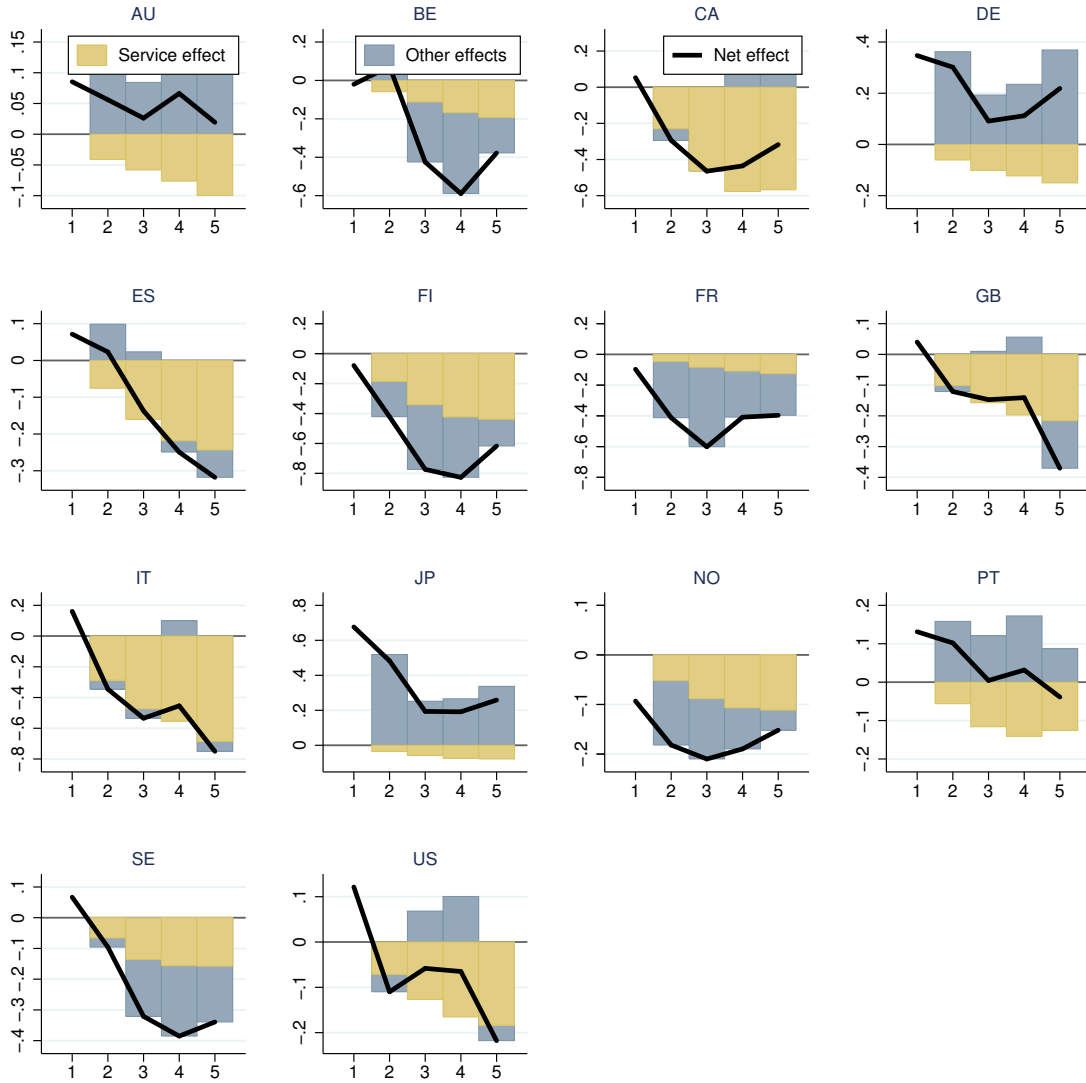 AU
Service effect
−.1 −.05 0 .05 .1 .15
1 2 3 4 5
BE
Other effects
−.6 −.4 −.2 0 .2
1 2 3 4 5
CA
Net effect
−.6 −.4 −.2 0 .2
1 2 3 4 5
DE
−.2 0 .2 .4
1 2 3 4 5
ES
−.3 −.2 −.1 0 .1
1 2 3 4 5
FI
−.8 −.6 −.4 −.2 0 .2
1 2 3 4 5
FR
−.8 −.6 −.4 −.2 0 .2
1 2 3 4 5
GB
−.4 −.3 −.2 −.1 0 .1
1 2 3 4 5
IT
−.8 −.6 −.4 −.2 0 .2
1 2 3 4 5
JP
0 .2 .4 .6 .8
1 2 3 4 5
NO
−.2 −.1 0 .1
1 2 3 4 5
PT
−.2 −.1 0 .1 .2
1 2 3 4 5
SE
−.4 −.3 −.2 −.1 0 .1
1 2 3 4 5
US
−.2 −.1 0 .1
1 2 3 4 5